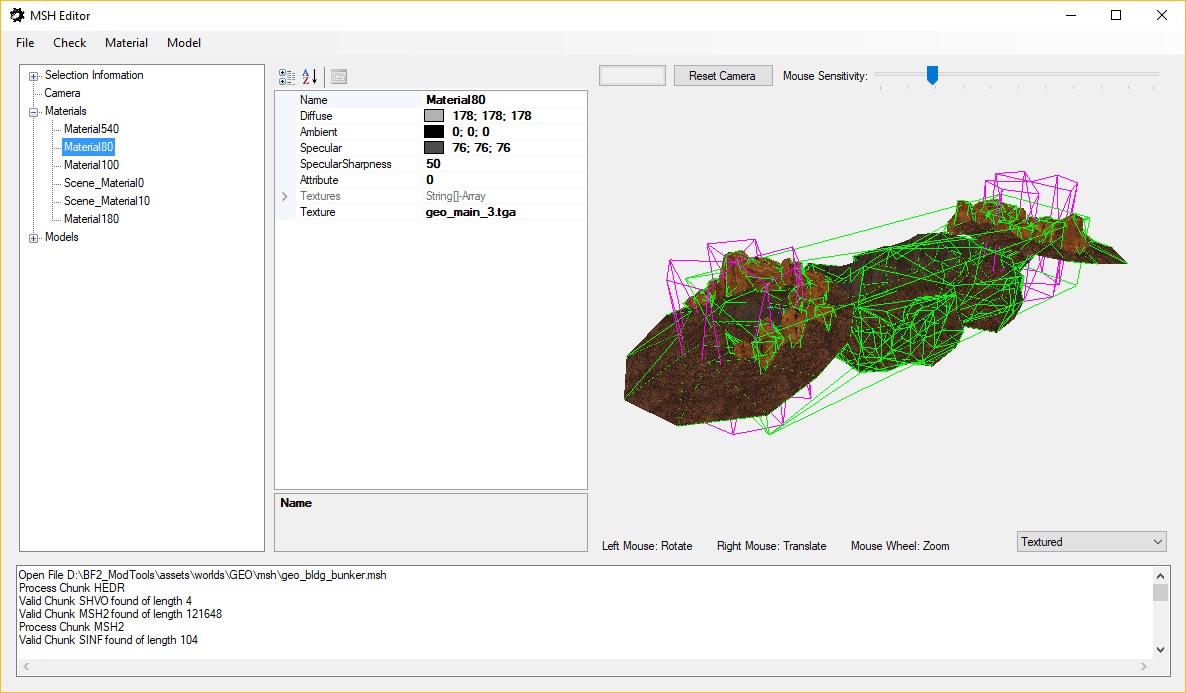 MSH Editor
File Check Material Model
Selection Information
Camera
Materials
Material540
Material80
Material100
Scene_Material0
Scene_Material10
Material180
Models
Name Material80
Diffuse 178; 178; 178
Ambient 0; 0; 0
Specular 76; 76; 76
SpecularSharpness 50
Attribute 0
Textures String[]-Array
Texture geo_main_3.tga
Name
Reset Camera Mouse Sensitivity:
Left Mouse: Rotate Right Mouse: Translate Mouse Wheel: Zoom
Textured
Open File D:\BF2_ModTools\assets\worlds\GEO\msh\geo_bldg_bunker.msh
Process Chunk HEDR
Valid Chunk SHVO found of length 4
Valid Chunk MSH2 found of length 121648
Process Chunk MSH2
Valid Chunk SINF found of length 104